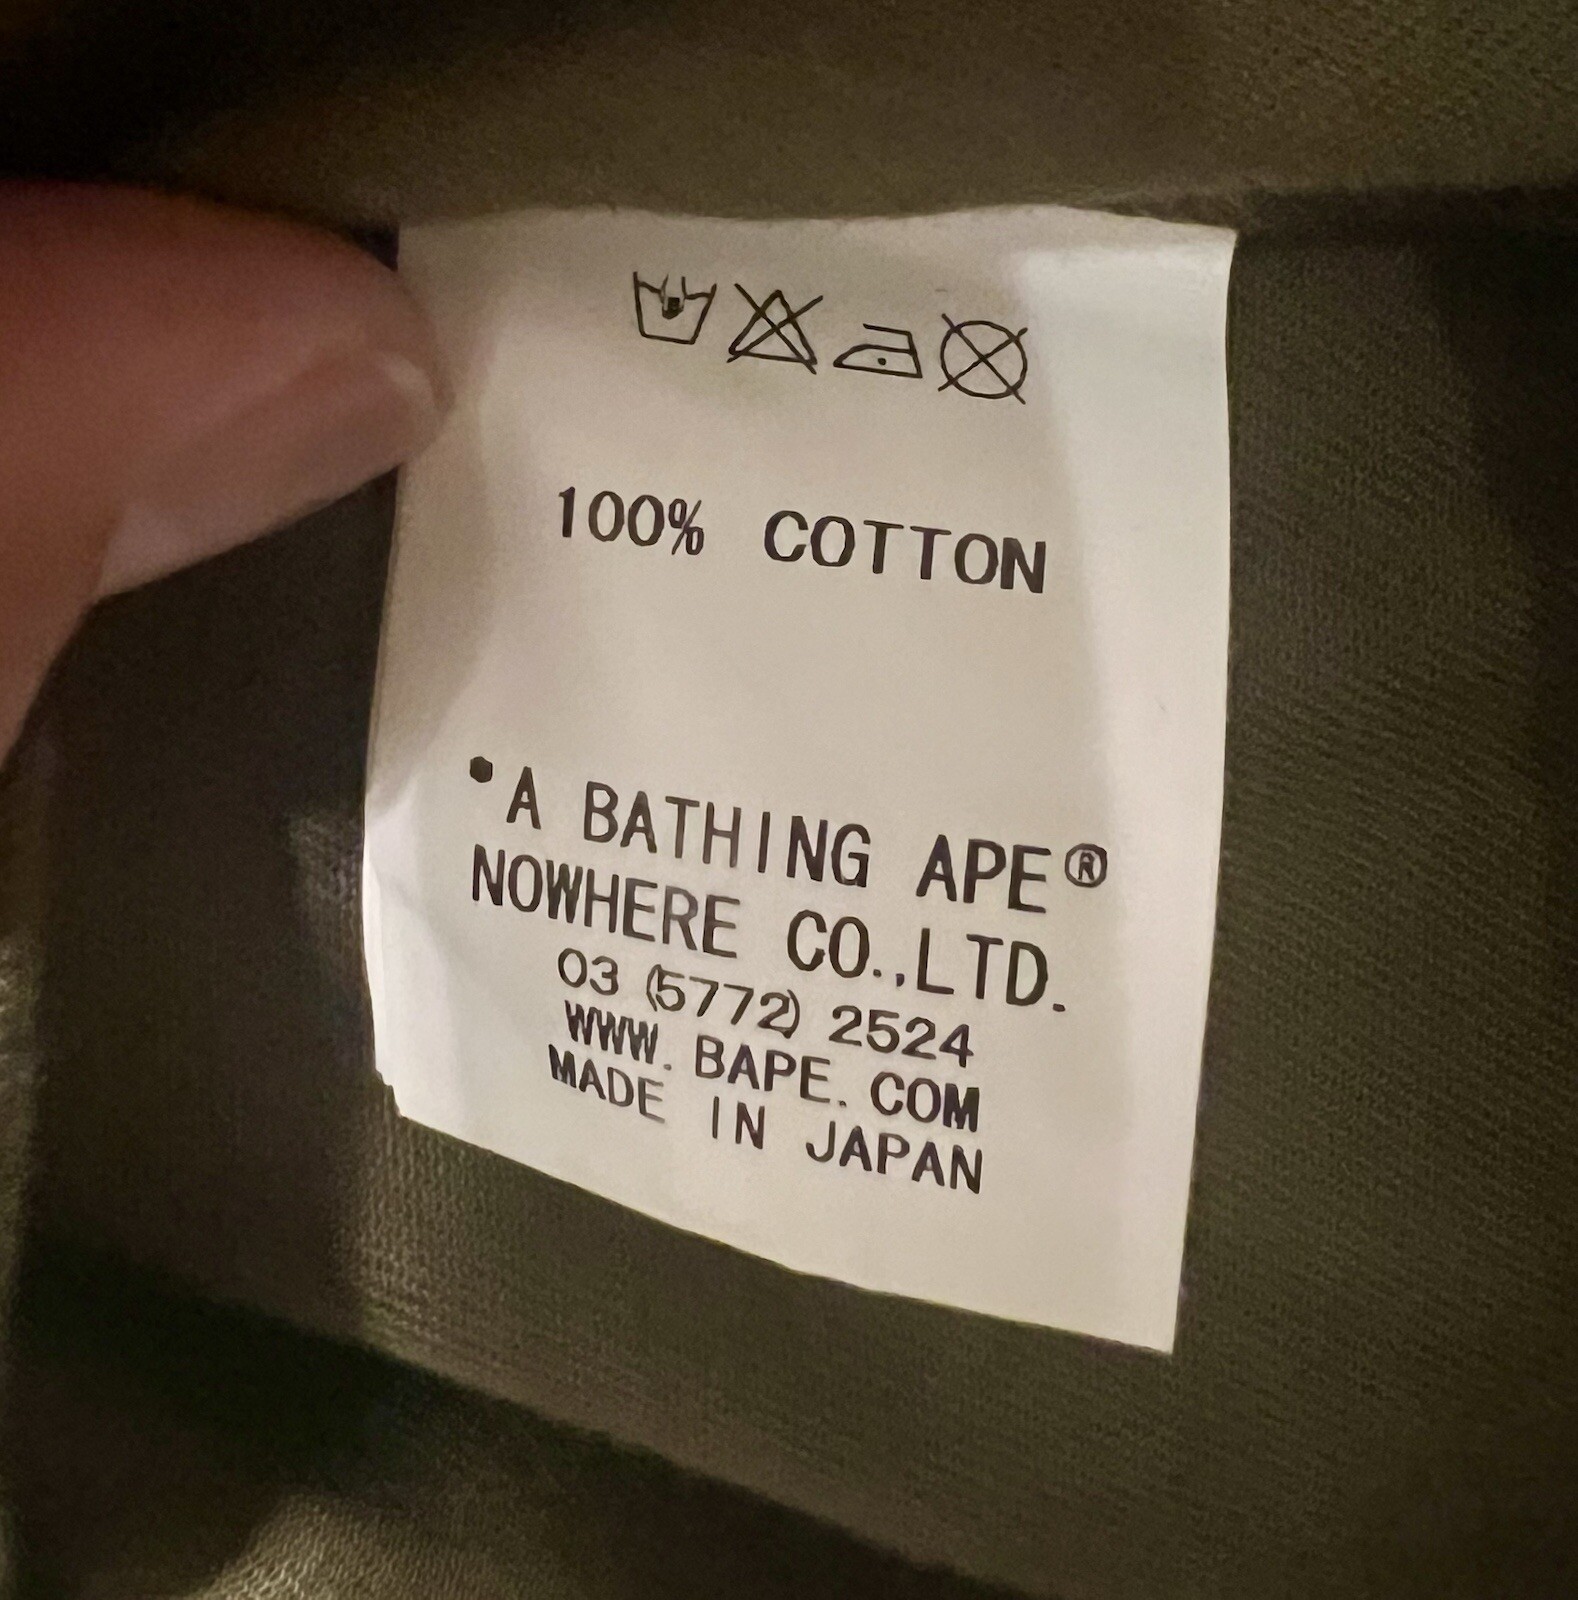 100% COTTON
•A BATHING APE®
NOWHERE CO.,LTD.
03 (5772) 2524
WWW. BAPE. COM
MADE IN JAPAN